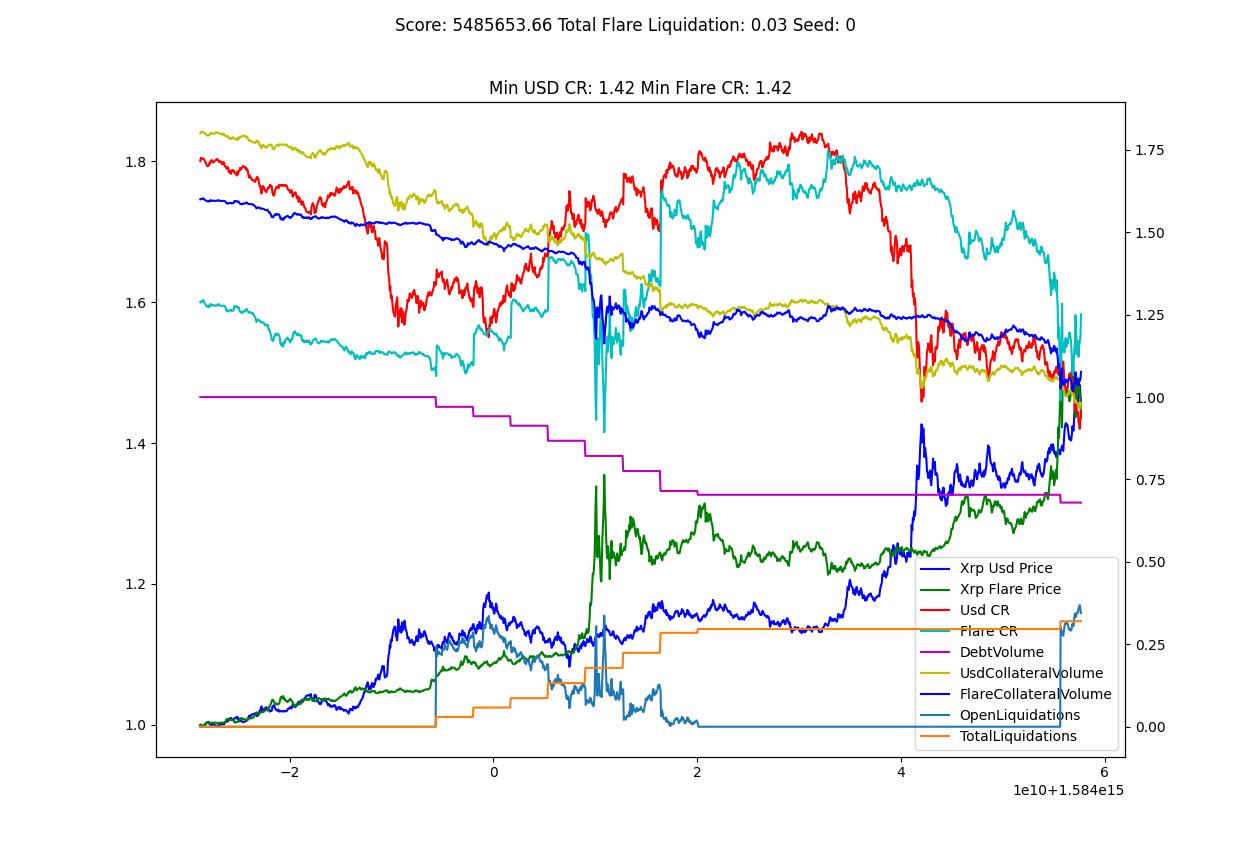 Score: 5485653.66 Total Flare Liquidation: 0.03 Seed: 0
Min USD CR: 1.42 Min Flare CR: 1.42
1.8
1.6
1.4
1.2
1.0
1.75
1.50
1.25
1.00
0.75
0.50
0.25
0.00
Xrp Usd Price
Xrp Flare Price
Usd CR
Flare CR
DebtVolume
UsdCollateralVolume
FlareCollateralVolume
OpenLiquidations
TotalLiquidations
−2
0
2
4
6
1e10+1.584e15